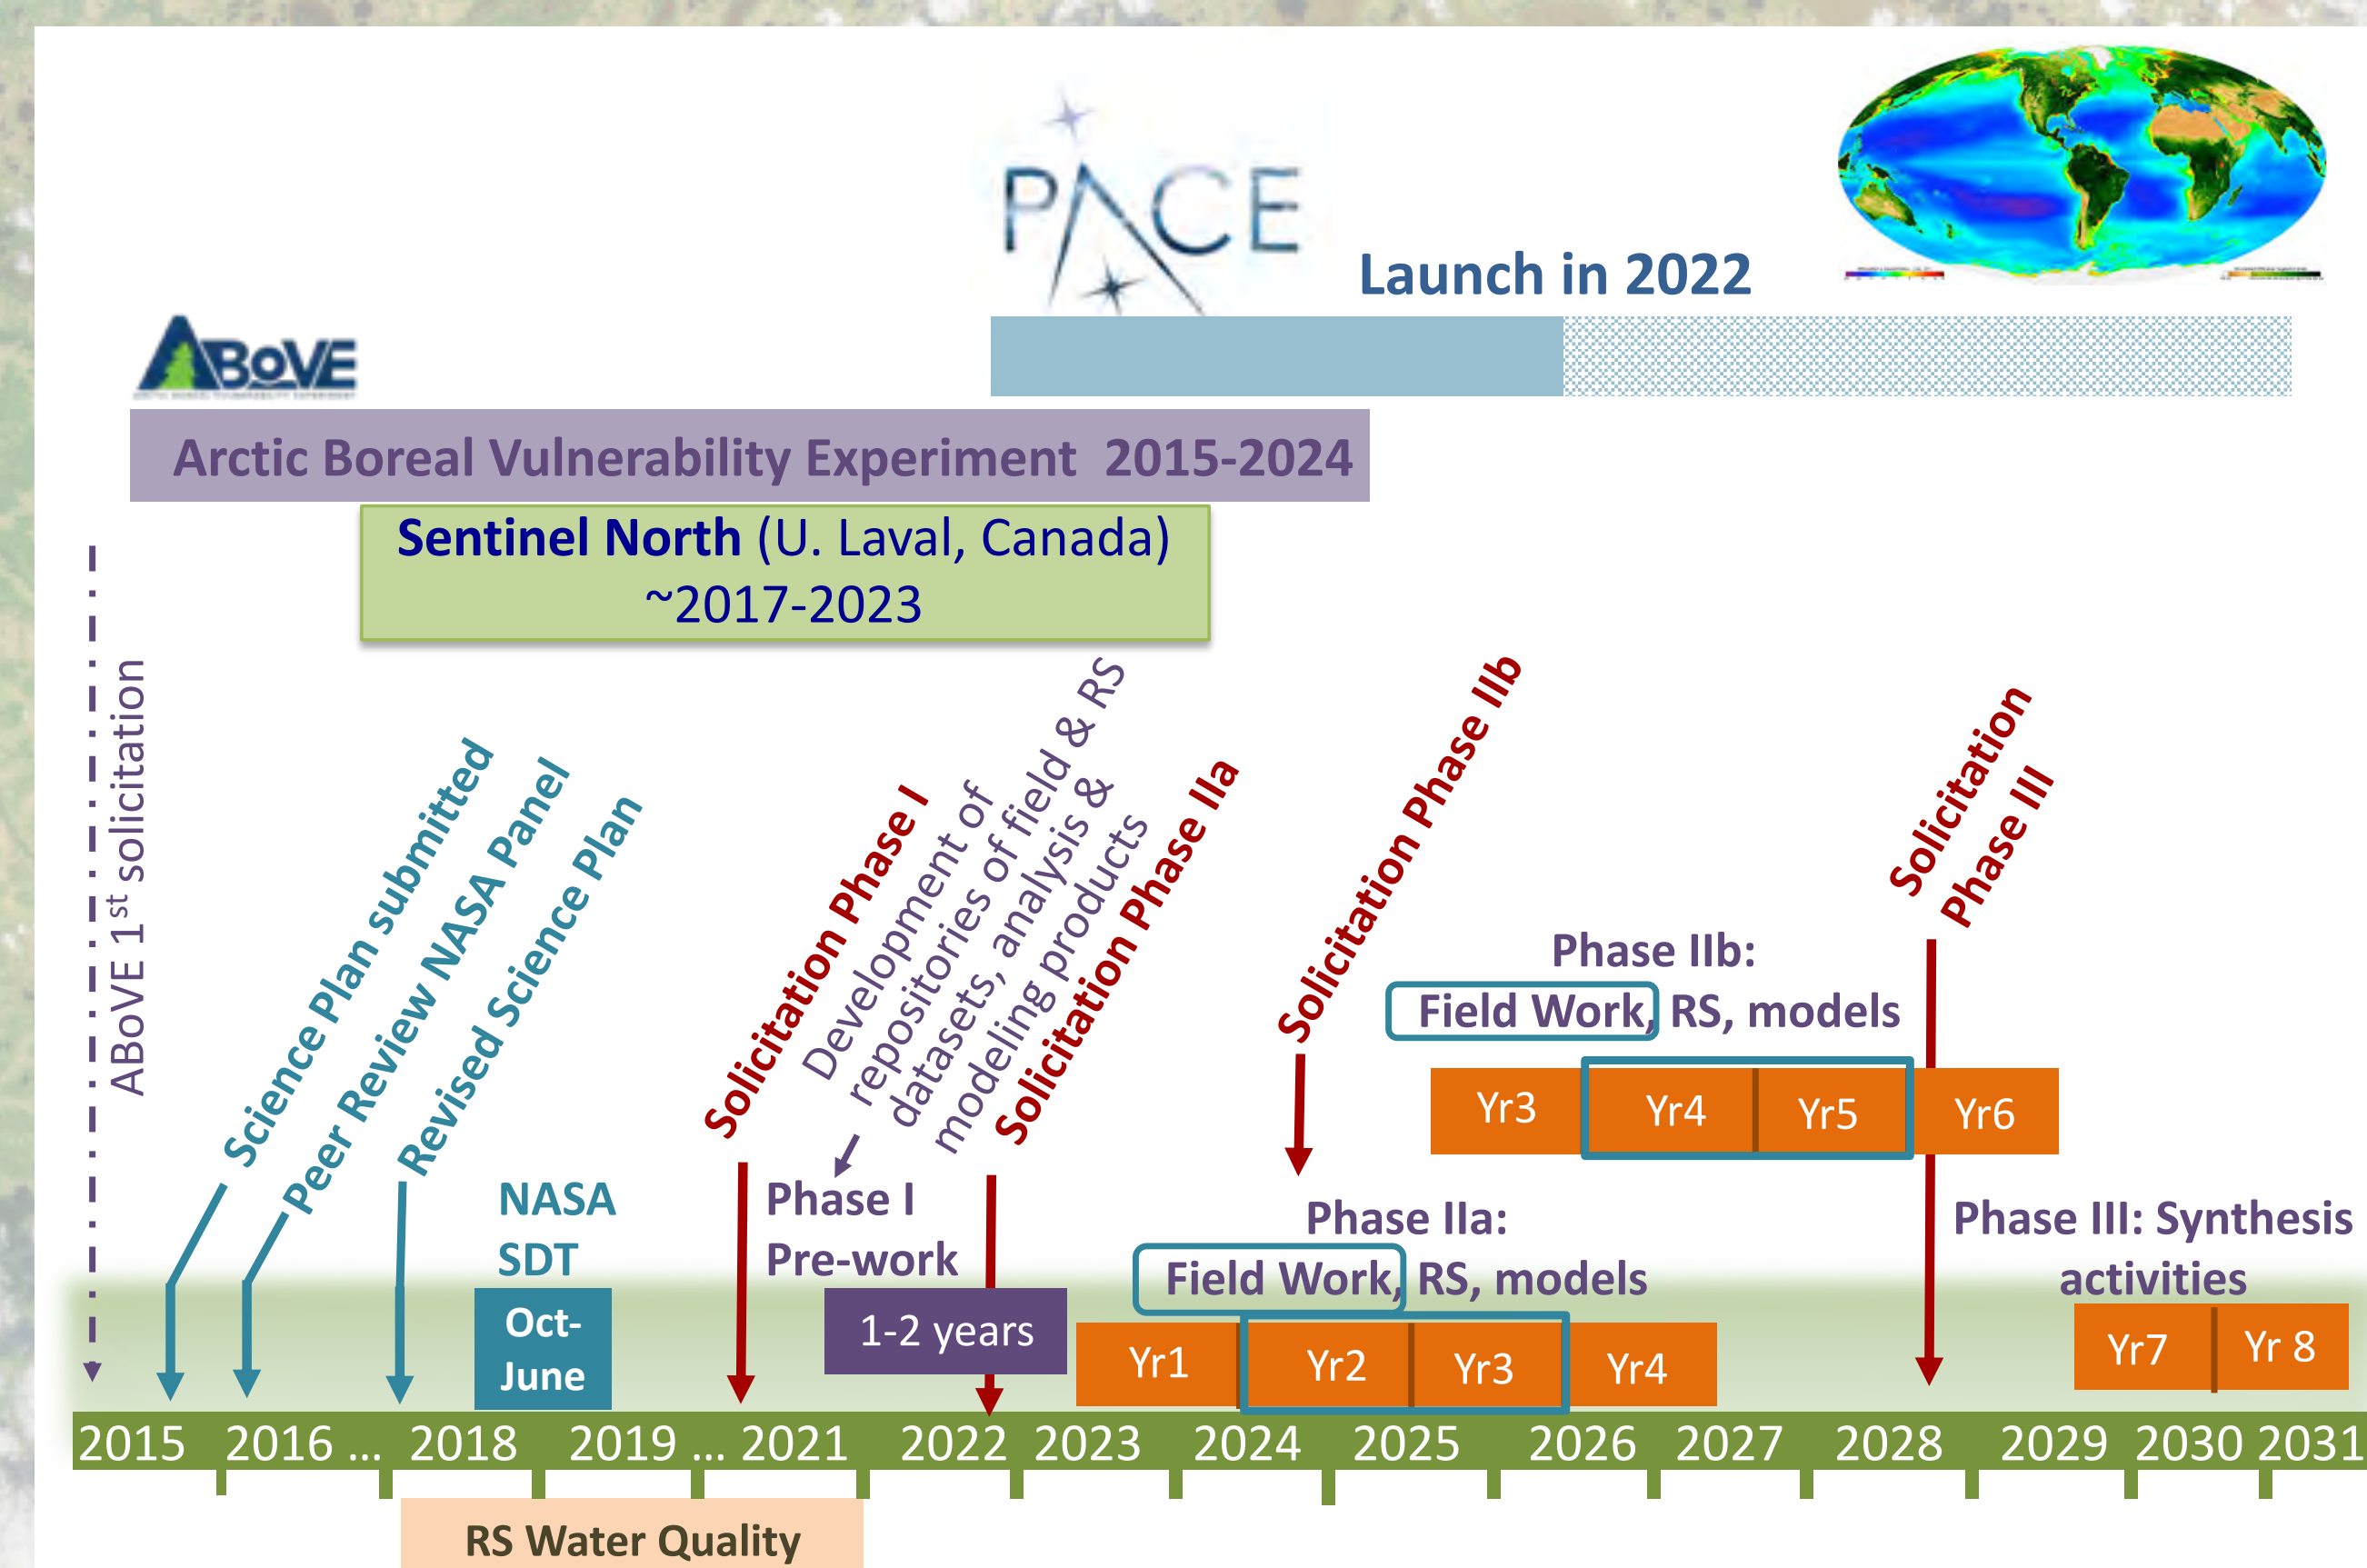 PACE
Launch in 2022
ABoVE
Arctic Boreal Vulnerability Experiment 2015-2024
Sentinel North (U. Laval, Canada)
~2017-2023
ABoVE 1st solicitation
Science Plan submitted
Peer Review NASA Panel
Revised Science Plan
NASA
SDT
Oct-
June
Solicitation Phase I
Development of
repositories of field & RS
datasets, analysis &
modeling products
Phase I
Pre-work
1-2 years
Solicitation Phase IIa
Solicitation Phase IIb
Solicitation
Phase III
Phase IIb:
Field Work, RS, models
Yr3 Yr4 Yr5 Yr6
Phase IIa:
Field Work, RS, models
Yr1 Yr2 Yr3 Yr4
Phase III: Synthesis
activities
Yr7 Yr 8
2015 2016 ... 2018 2019 ... 2021 2022 2023 2024 2025 2026 2027 2028 2029 2030 2031
RS Water Quality